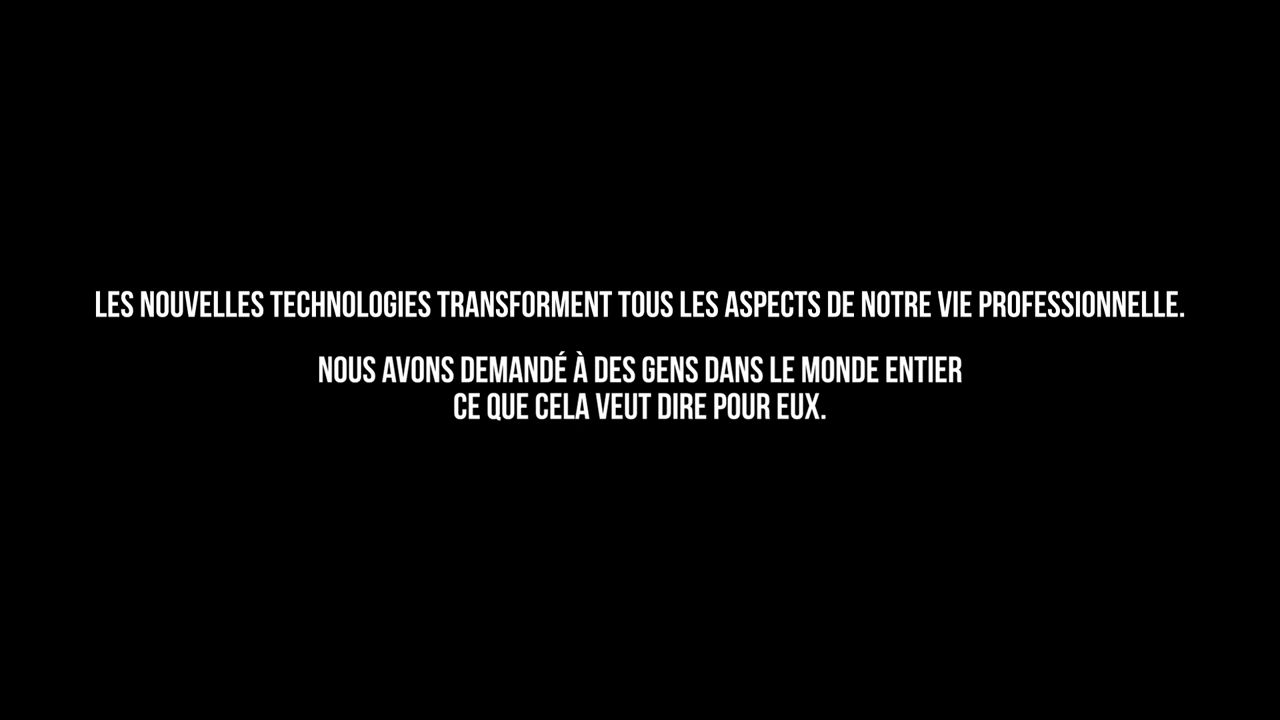 LES NOUVELLES TECHNOLOGIES TRANSFORMENT TOUS LES ASPECTS DE NOTRE VIE PROFESSIONNELLE.
NOUS AVONS DEMANDÉ À DES GENS DANS LE MONDE ENTIER
CE QUE CELA VEUT DIRE POUR EUX.